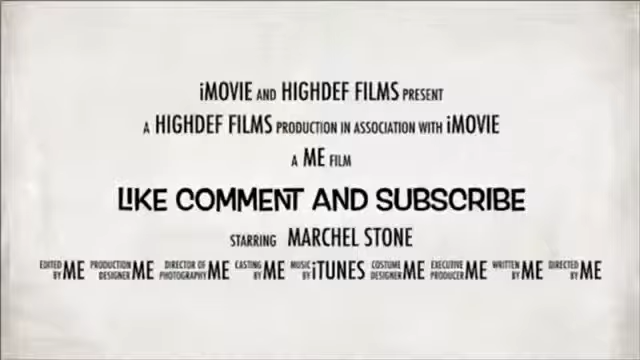 iMOVIE AND HIGHDEF FILMS PRESENT
A HIGHDEF FILMS PRODUCTION IN ASSOCIATION WITH iMOVIE
A ME FILM
LIKE COMMENT AND SUBSCRIBE
STARRING MARCHEL STONE
EDITED BY ME PRODUCTION DESIGNER ME DIRECTOR OF PHOTOGRAPHY ME CASTING BY ME MUSIC BY iTUNES COSTUME DESIGNER ME EXECUTIVE PRODUCER ME WRITTEN BY ME DIRECTED BY ME